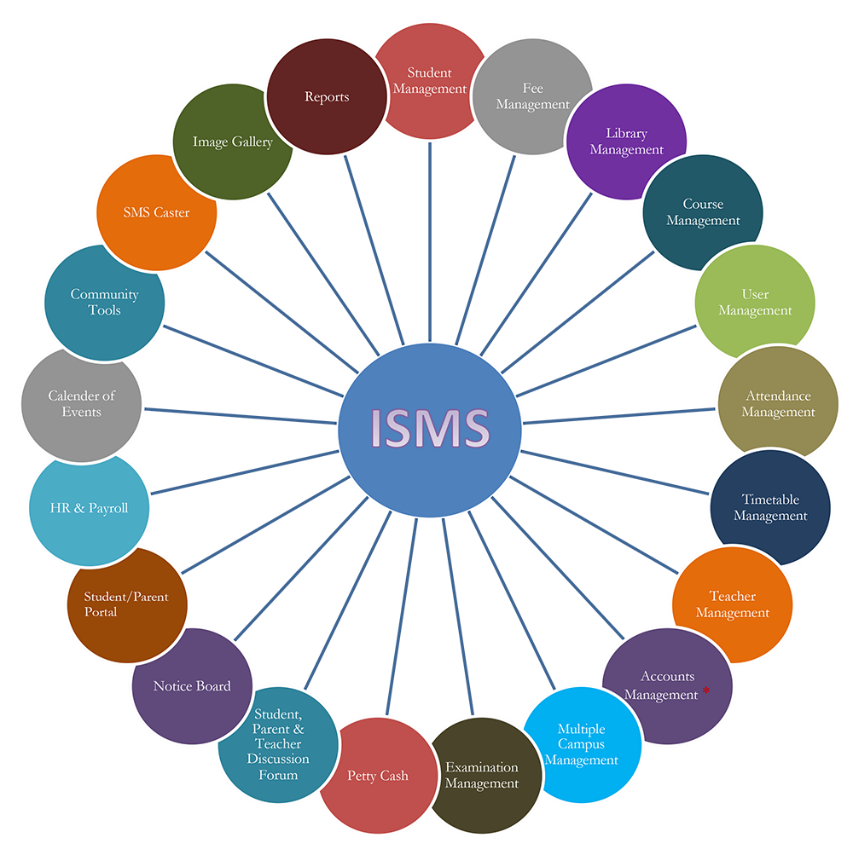 Student
Management
Fee
Management
Library
Management
Course
Management
User
Management
Attendance
Management
Timetable
Management
Teacher
Management
Accounts
Management *
Multiple
Campus
Management
Examination
Management
Petty Cash
Student,
Parent &
Teacher
Discussion
Forum
Notice Board
Student/Parent
Portal
HR & Payroll
Calender of
Events
Community
Tools
SMS Caster
Image Gallery
Reports
ISMS